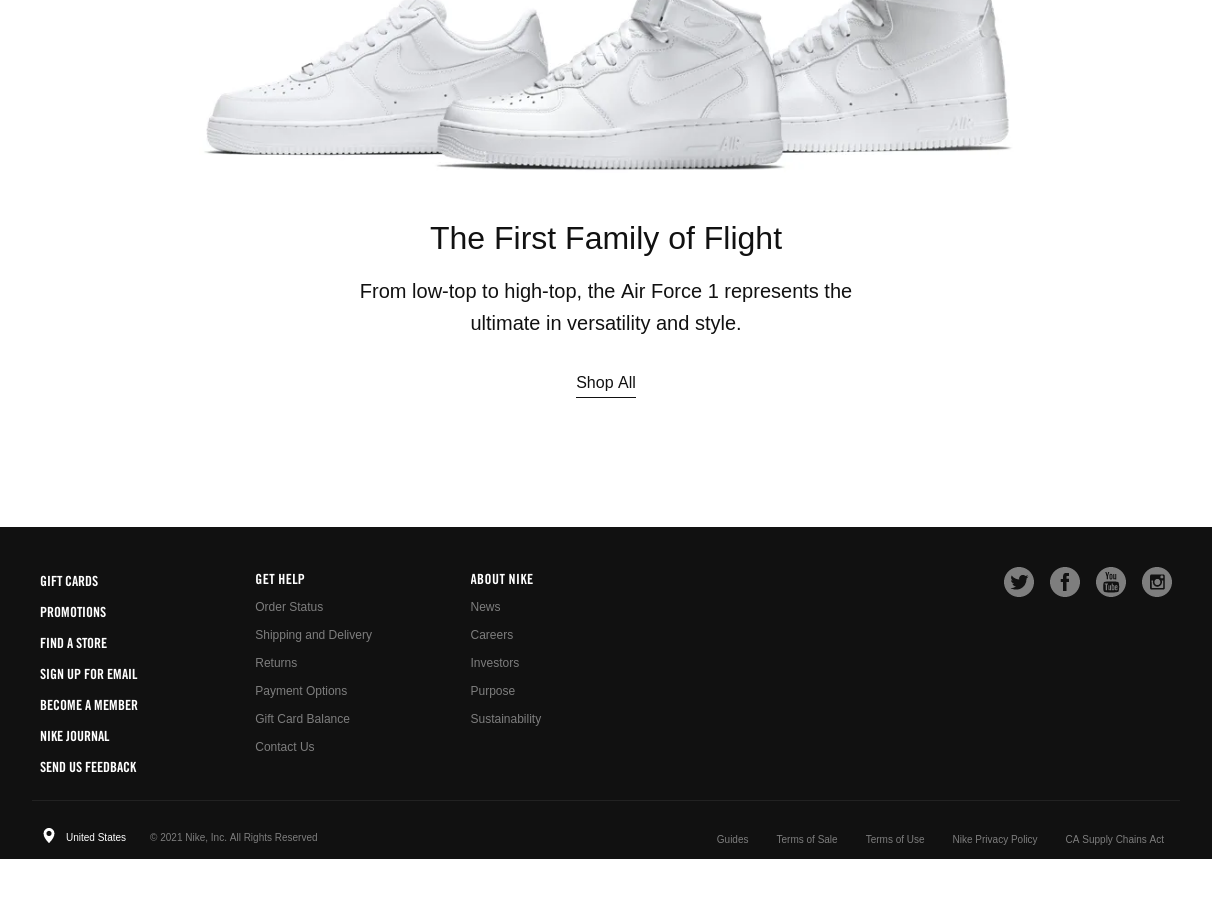 AIR
AIR
The First Family of Flight
From low-top to high-top, the Air Force 1 represents the
ultimate in versatility and style.
Shop All
GIFT CARDS
PROMOTIONS
FIND A STORE
SIGN UP FOR EMAIL
BECOME A MEMBER
NIKE JOURNAL
SEND US FEEDBACK
GET HELP
Order Status
Shipping and Delivery
Returns
Payment Options
Gift Card Balance
Contact Us
ABOUT NIKE
News
Careers
Investors
Purpose
Sustainability
You
Tube
United States
© 2021 Nike, Inc. All Rights Reserved
Guides
Terms of Sale
Terms of Use
Nike Privacy Policy
CA Supply Chains Act